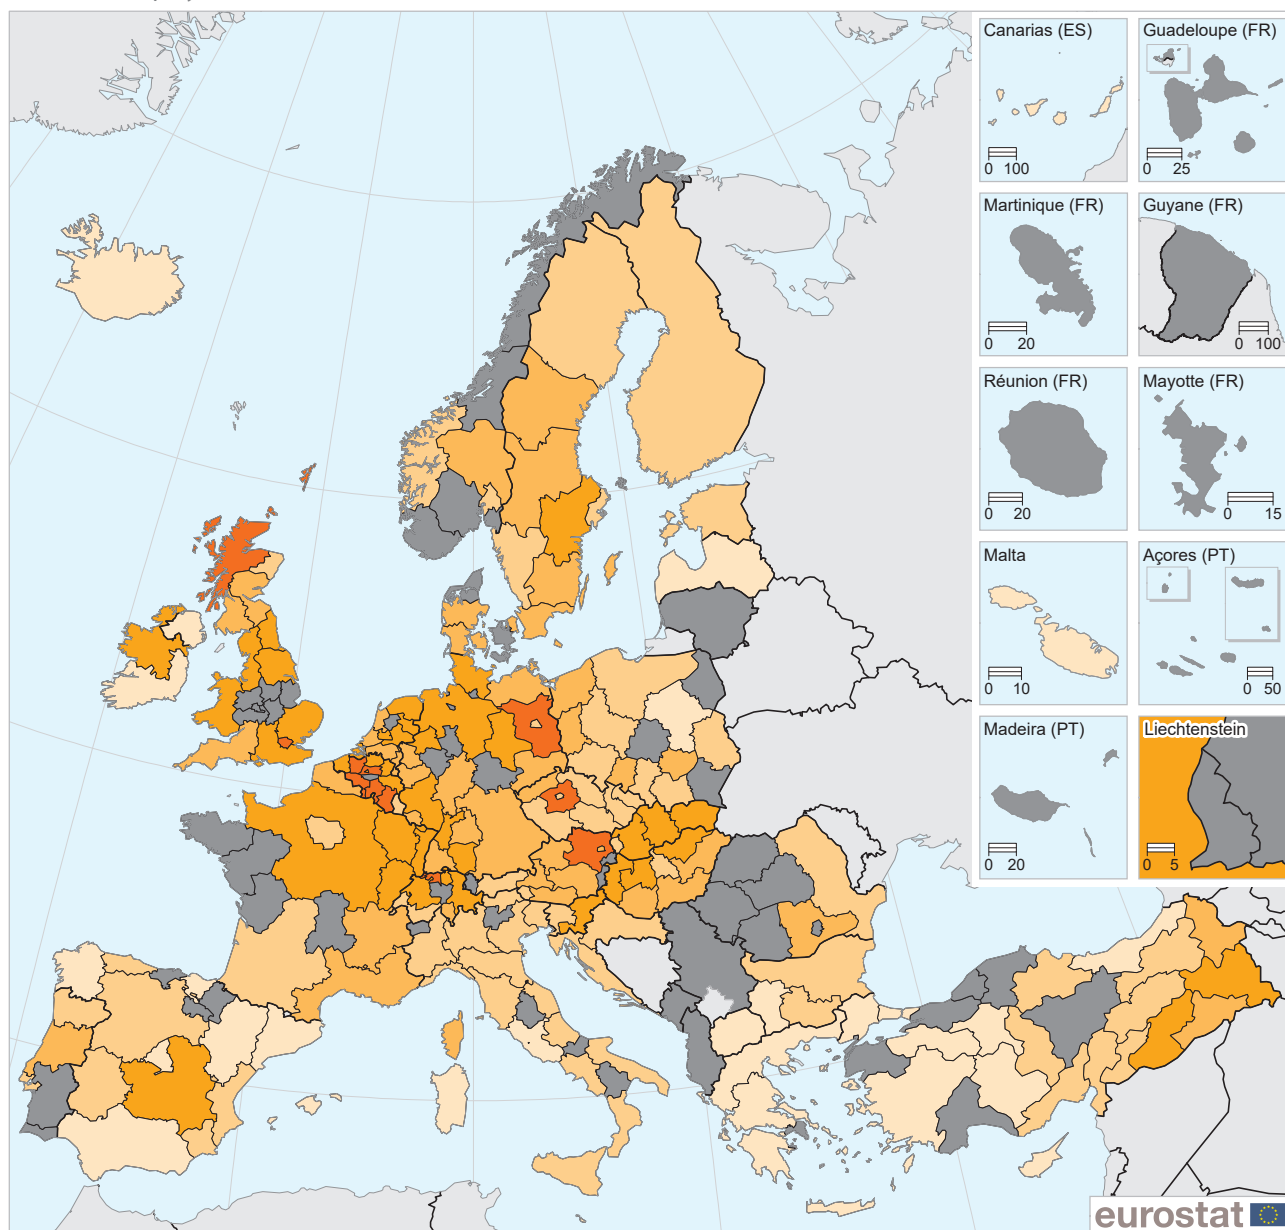 Canarias (ES)
0 100
Guadeloupe (FR)
0 25
Martinique (FR)
0 20
Guyane (FR)
0 100
Réunion (FR)
0 20
Mayotte (FR)
0 15
Malta
0 10
Açores (PT)
0 50
Madeira (PT)
0 20
Liechtenstein
0 5
eurostat